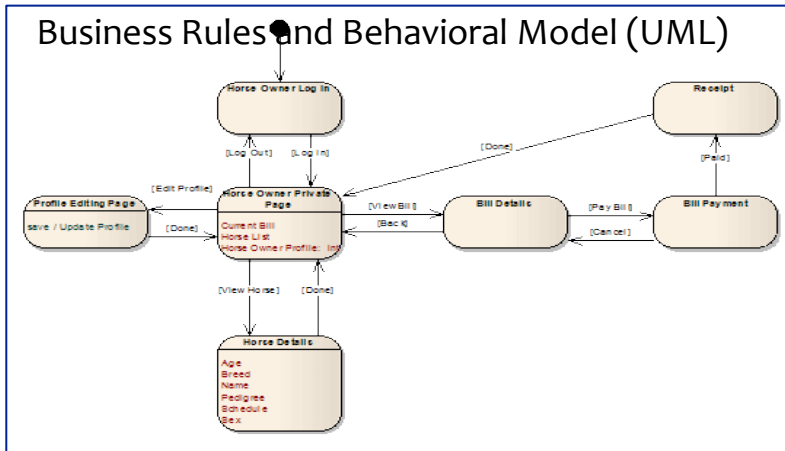 Business Rules and Behavioral Model (UML)
Horse Owner Log In
Receipt
[Log Out]
[Log In]
[Done]
[Paid]
[Edit Profile]
Profile Editing Page
save / Update Profile
[Done]
Horse Owner Private
Page
Current Bill
Horse List
Horse Owner Profile: Int
[View Bill]
[Back]
Bill Details
[Pay Bill]
[Cancel]
Bill Payment
[View Horse]
[Done]
Horse Details
Age
Breed
Name
Pedigree
Schedule
Sex